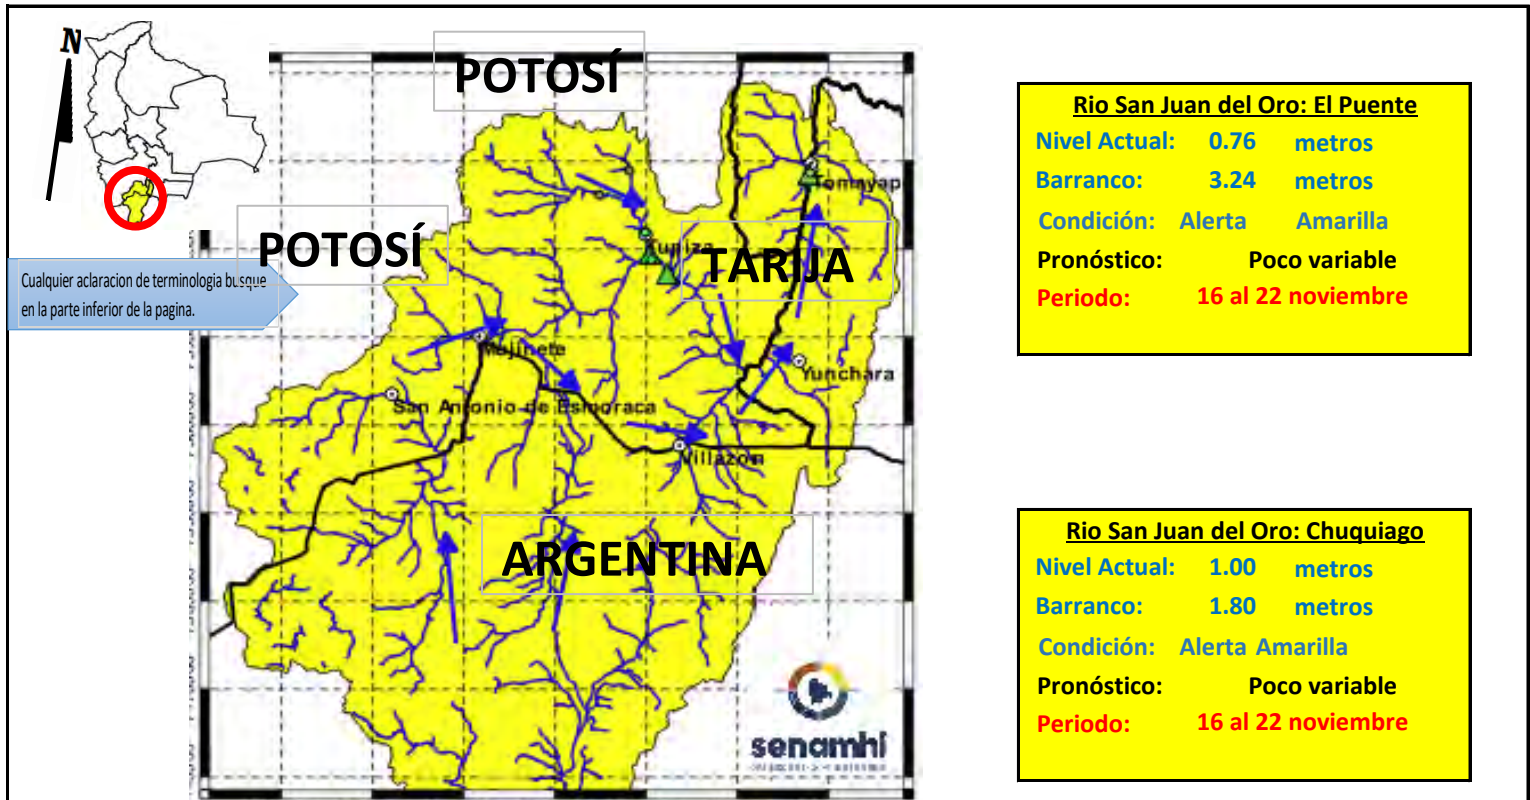 N
POTOSÍ
POTOSÍ
TARIJA
ARGENTINA
Cualquier aclaracion de terminologia busque
en la parte inferior de la pagina.
Tomayap
Tupiza
Mojinete
Yunchara
San Antonio de Esmoraca
Villazon
senamhi
Rio San Juan del Oro: El Puente
Nivel Actual: 0.76 metros
Barranco: 3.24 metros
Condición: Alerta Amarilla
Pronóstico: Poco variable
Periodo: 16 al 22 noviembre
Rio San Juan del Oro: Chuquiago
Nivel Actual: 1.00 metros
Barranco: 1.80 metros
Condición: Alerta Amarilla
Pronóstico: Poco variable
Periodo: 16 al 22 noviembre